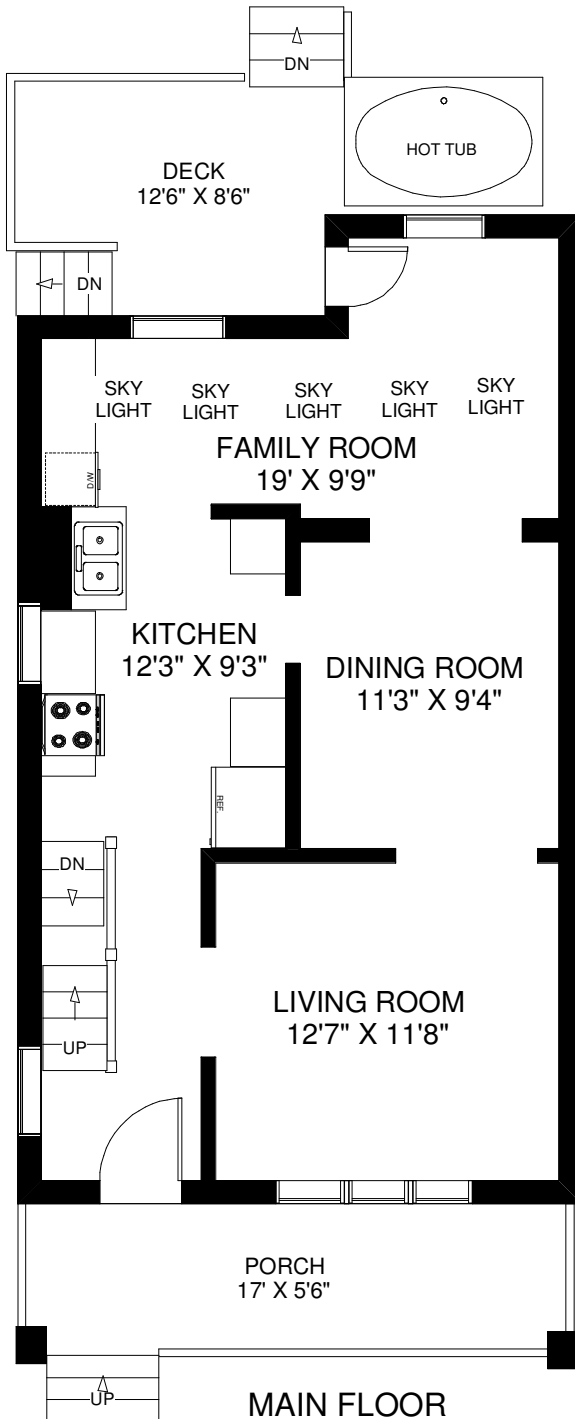 DN
HOT TUB
DECK
12'6" X 8'6"
DN
SKY
LIGHT
SKY
LIGHT
SKY
LIGHT
SKY
LIGHT
SKY
LIGHT
FAMILY ROOM
19' X 9'9"
D/W
KITCHEN
12'3" X 9'3"
DINING ROOM
11'3" X 9'4"
REF.
DN
LIVING ROOM
12'7" X 11'8"
UP
PORCH
17' X 5'6"
UP
MAIN FLOOR